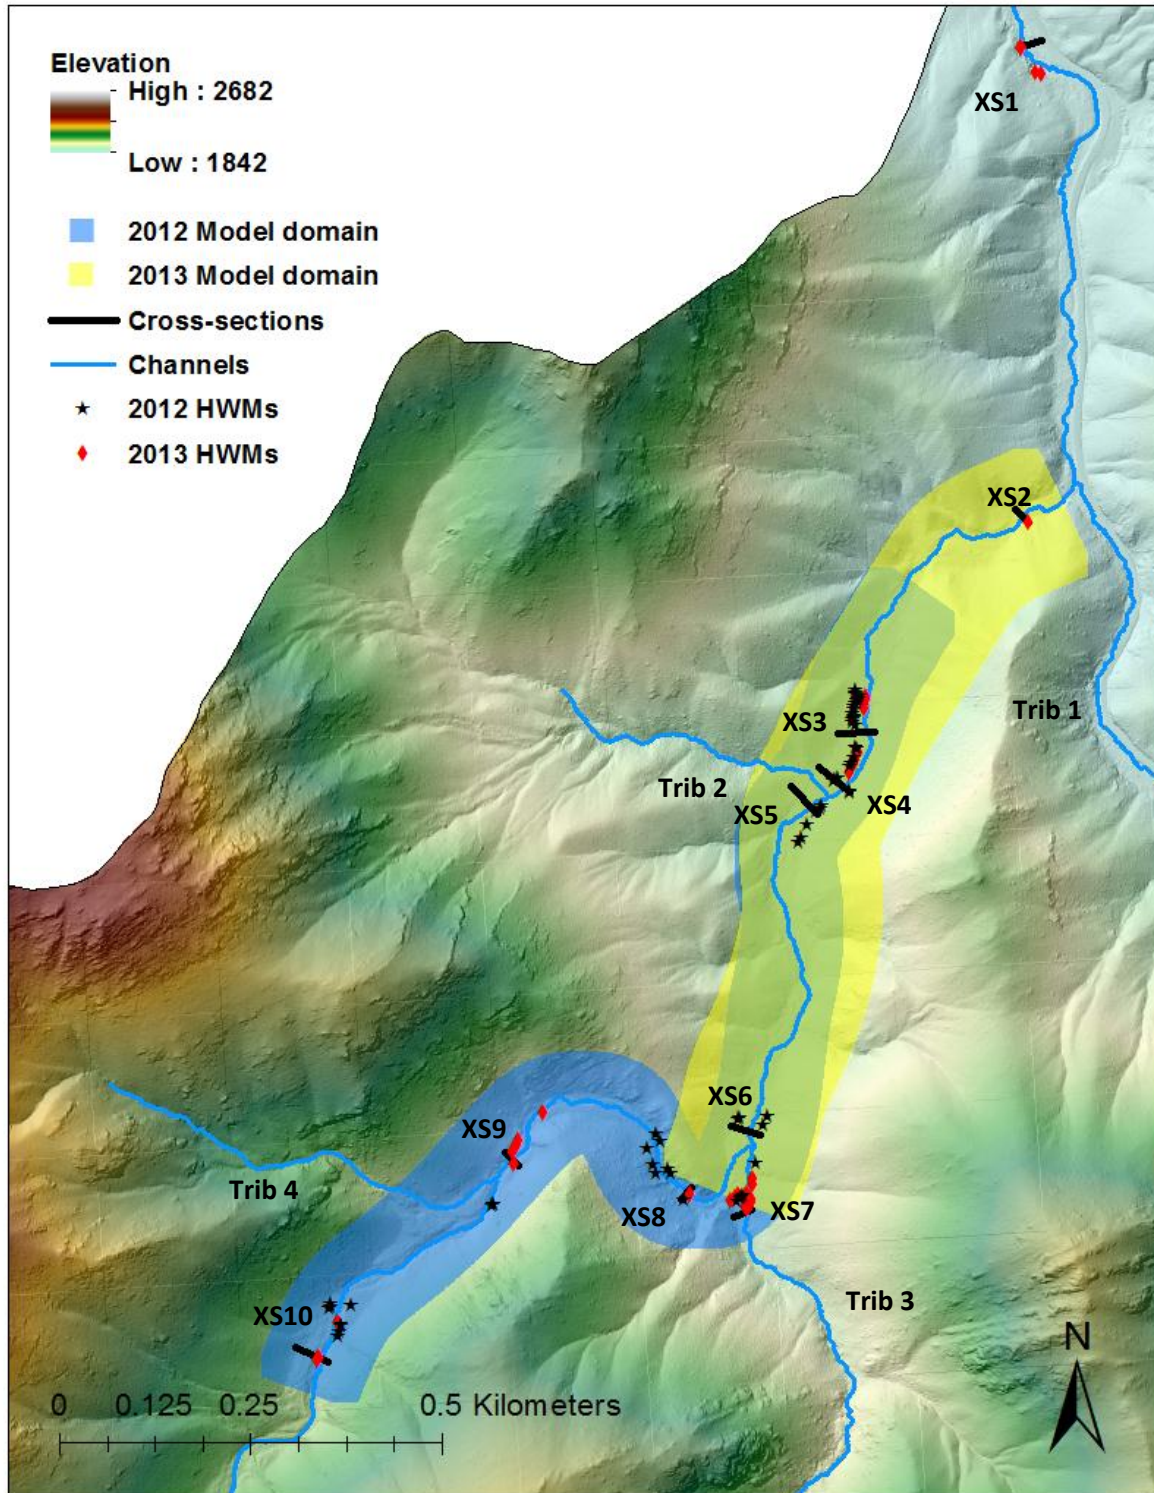 Elevation
High : 2682
Low : 1842
2012 Model domain
2013 Model domain
Cross-sections
Channels
2012 HWMs
2013 HWMs
XS1
XS2
XS3
Trib 1
Trib 2
XS4
XS5
XS6
XS9
Trib 4
XS8
XS7
XS10
Trib 3
N
0 0.125 0.25 0.5 Kilometers